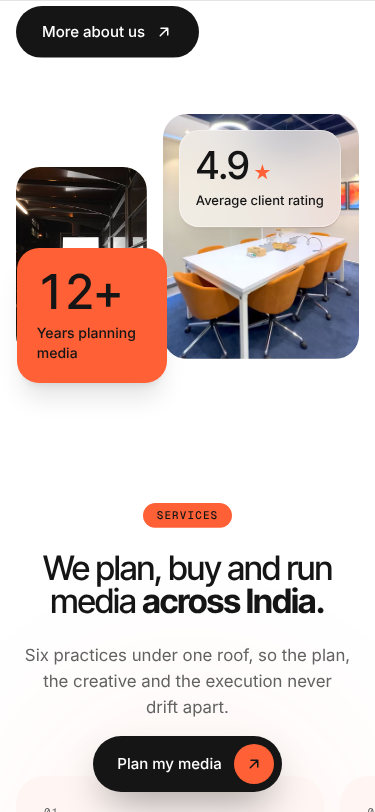 More about us
4.9
Average client rating
12+
Years planning
media
SERVICES
We plan, buy and run
media across India.
Six practices under one roof, so the plan,
the creative and the execution never
drift apart.
Plan my media